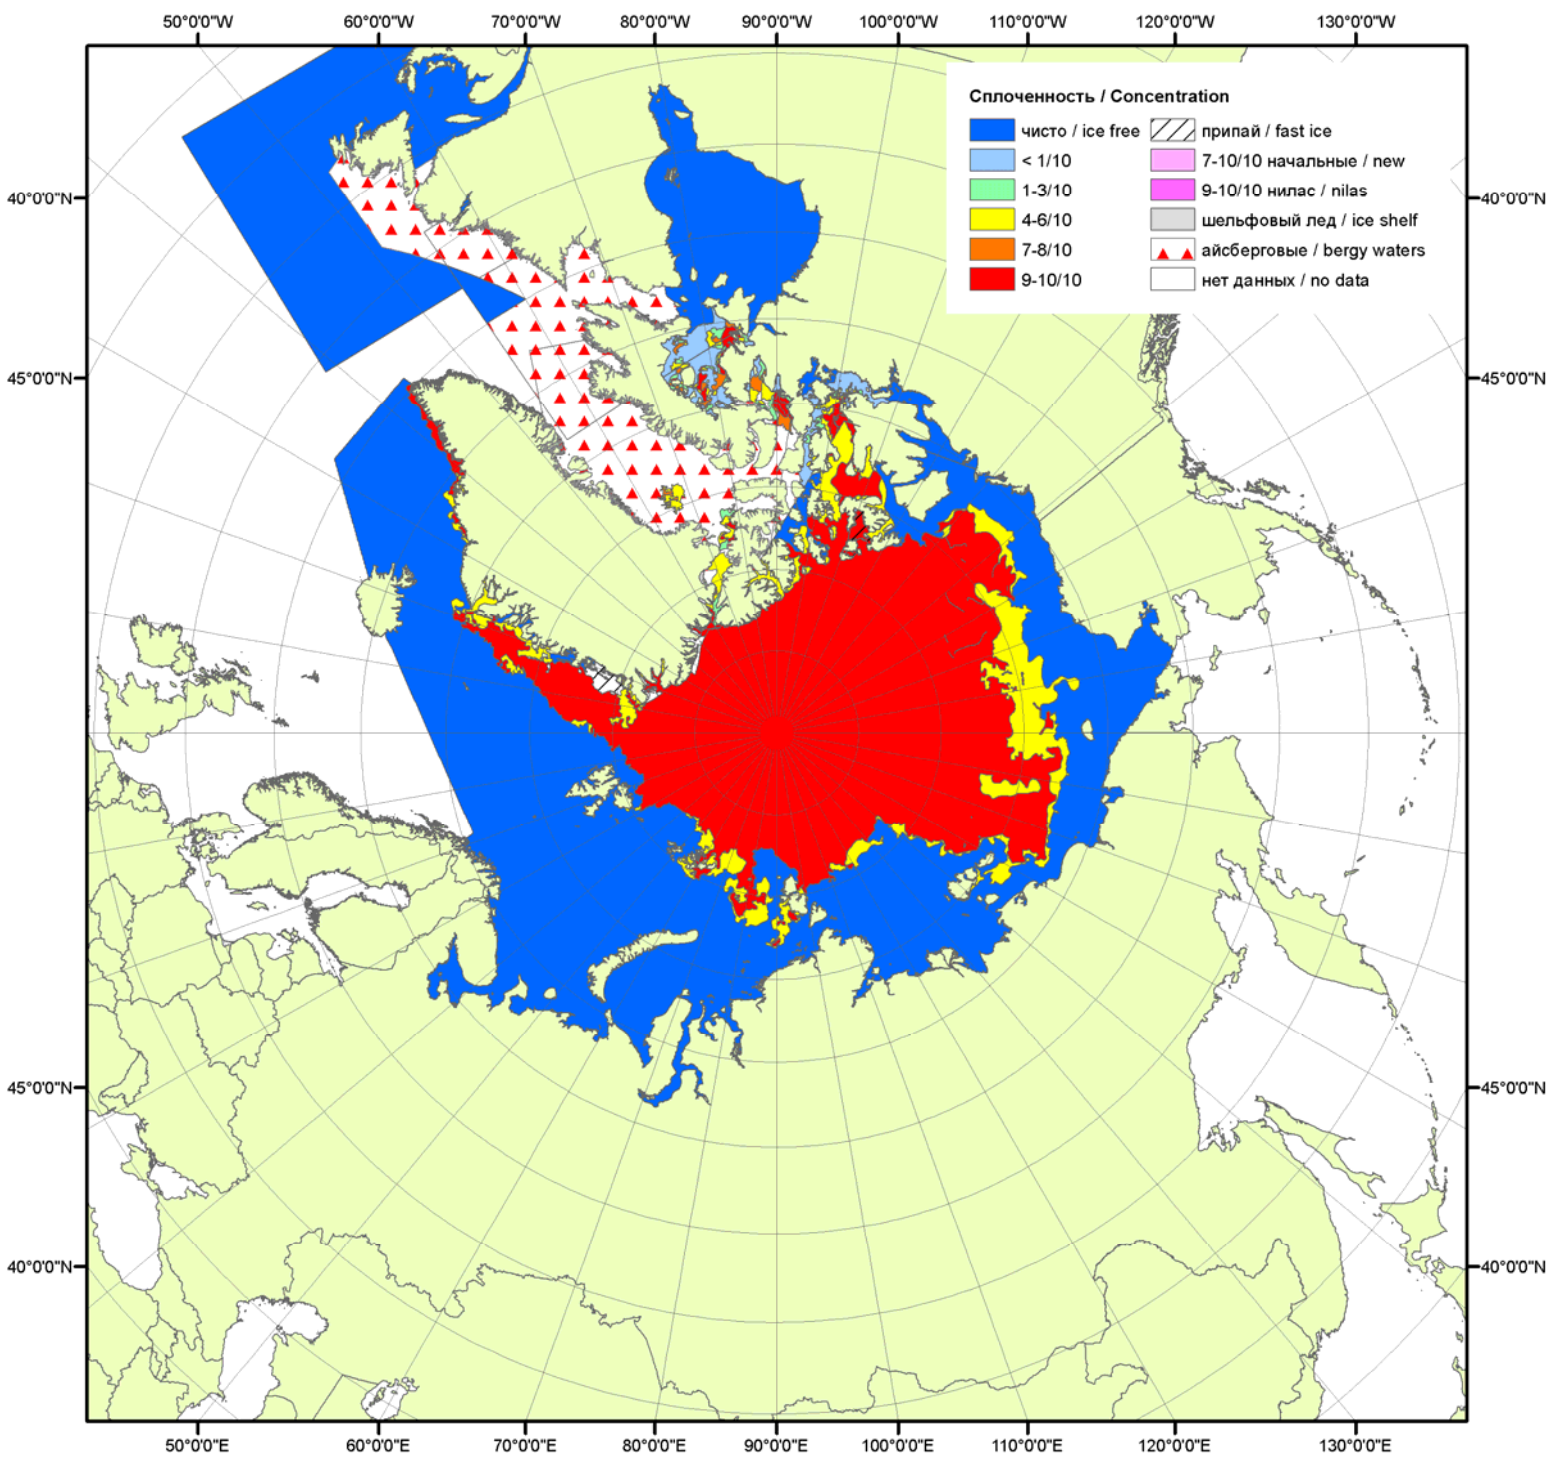 50°0'0"W 60°0'0"W 70°0'0"W 80°0'0"W 90°0'0"W 100°0'0"W 110°0'0"W 120°0'0"W 130°0'0"W
Сплоченность / Concentration
чисто / ice free
< 1/10
1-3/10
4-6/10
7-8/10
9-10/10
припай / fast ice
7-10/10 начальные / new
9-10/10 нилас / nilas
шельфовый лед / ice shelf
айсберговые / bergy waters
нет данных / no data
40°0'0"N 40°0'0"N
45°0'0"N 45°0'0"N
45°0'0"N 45°0'0"N
40°0'0"N 40°0'0"N
50°0'0"E 60°0'0"E 70°0'0"E 80°0'0"E 90°0'0"E 100°0'0"E 110°0'0"E 120°0'0"E 130°0'0"E